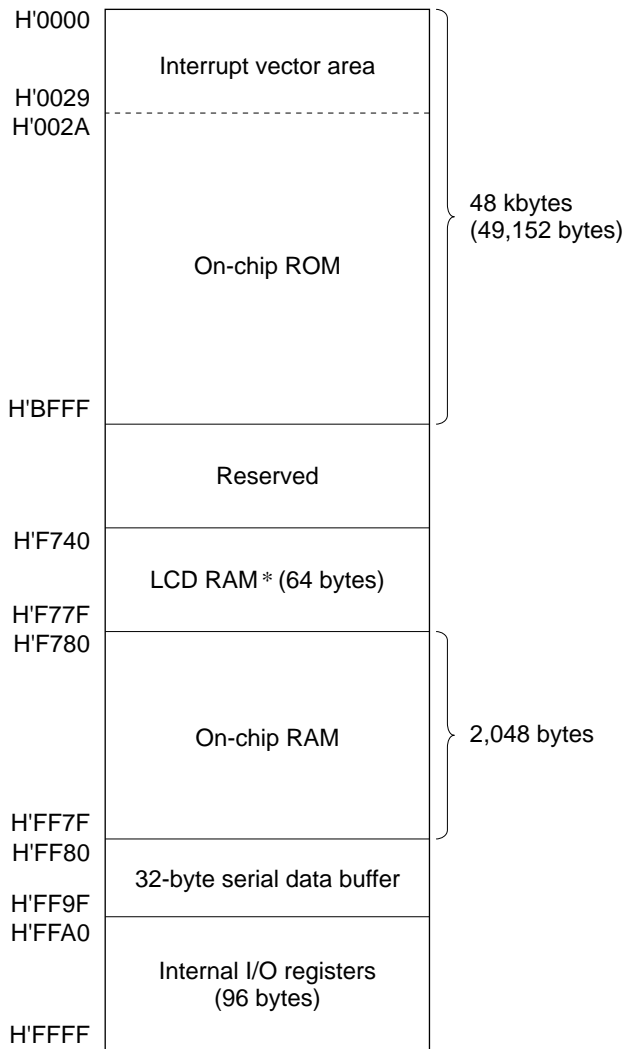 H'0000
Interrupt vector area
H'0029
H'002A
48 kbytes
(49,152 bytes)
On-chip ROM
H'BFFF
Reserved
H'F740
LCD RAM * (64 bytes)
H'F77F
H'F780
On-chip RAM
2,048 bytes
H'FF7F
H'FF80
32-byte serial data buffer
H'FF9F
H'FFA0
Internal I/O registers
(96 bytes)
H'FFFF